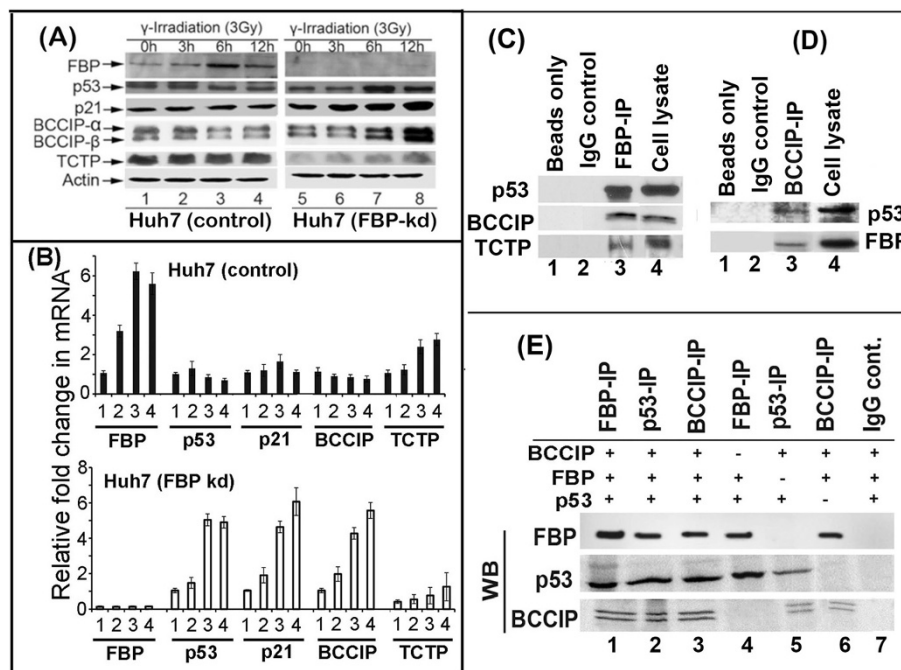 (A)
γ-Irradiation (3Gy) γ-Irradiation (3Gy)
0h 3h 6h 12h 0h 3h 6h 12h
FBP
p53
p21
BCCIP-α
BCCIP-β
TCTP
Actin
1 2 3 4 5 6 7 8
Huh7 (control) Huh7 (FBP-kd)
(B)
Relative fold change in mRNA
Huh7 (control)
6
4
2
0
1 2 3 4 1 2 3 4 1 2 3 4 1 2 3 4 1 2 3 4
FBP p53 p21 BCCIP TCTP
Huh7 (FBP kd)
8
6
4
2
0
1 2 3 4 1 2 3 4 1 2 3 4 1 2 3 4 1 2 3 4
FBP p53 p21 BCCIP TCTP
(C)
Beads only
IgG control
FBP-IP
Cell lysate
p53
BCCIP
TCTP
1 2 3 4
(D)
Beads only
IgG control
BCCIP-IP
Cell lysate
p53
FBP
1 2 3 4
(E)
FBP-IP
p53-IP
BCCIP-IP
FBP-IP
p53-IP
BCCIP-IP
IgG cont.
BCCIP + + + - + + +
FBP + + + + - + +
p53 + + + + + - +
WB
FBP
p53
BCCIP
1 2 3 4 5 6 7